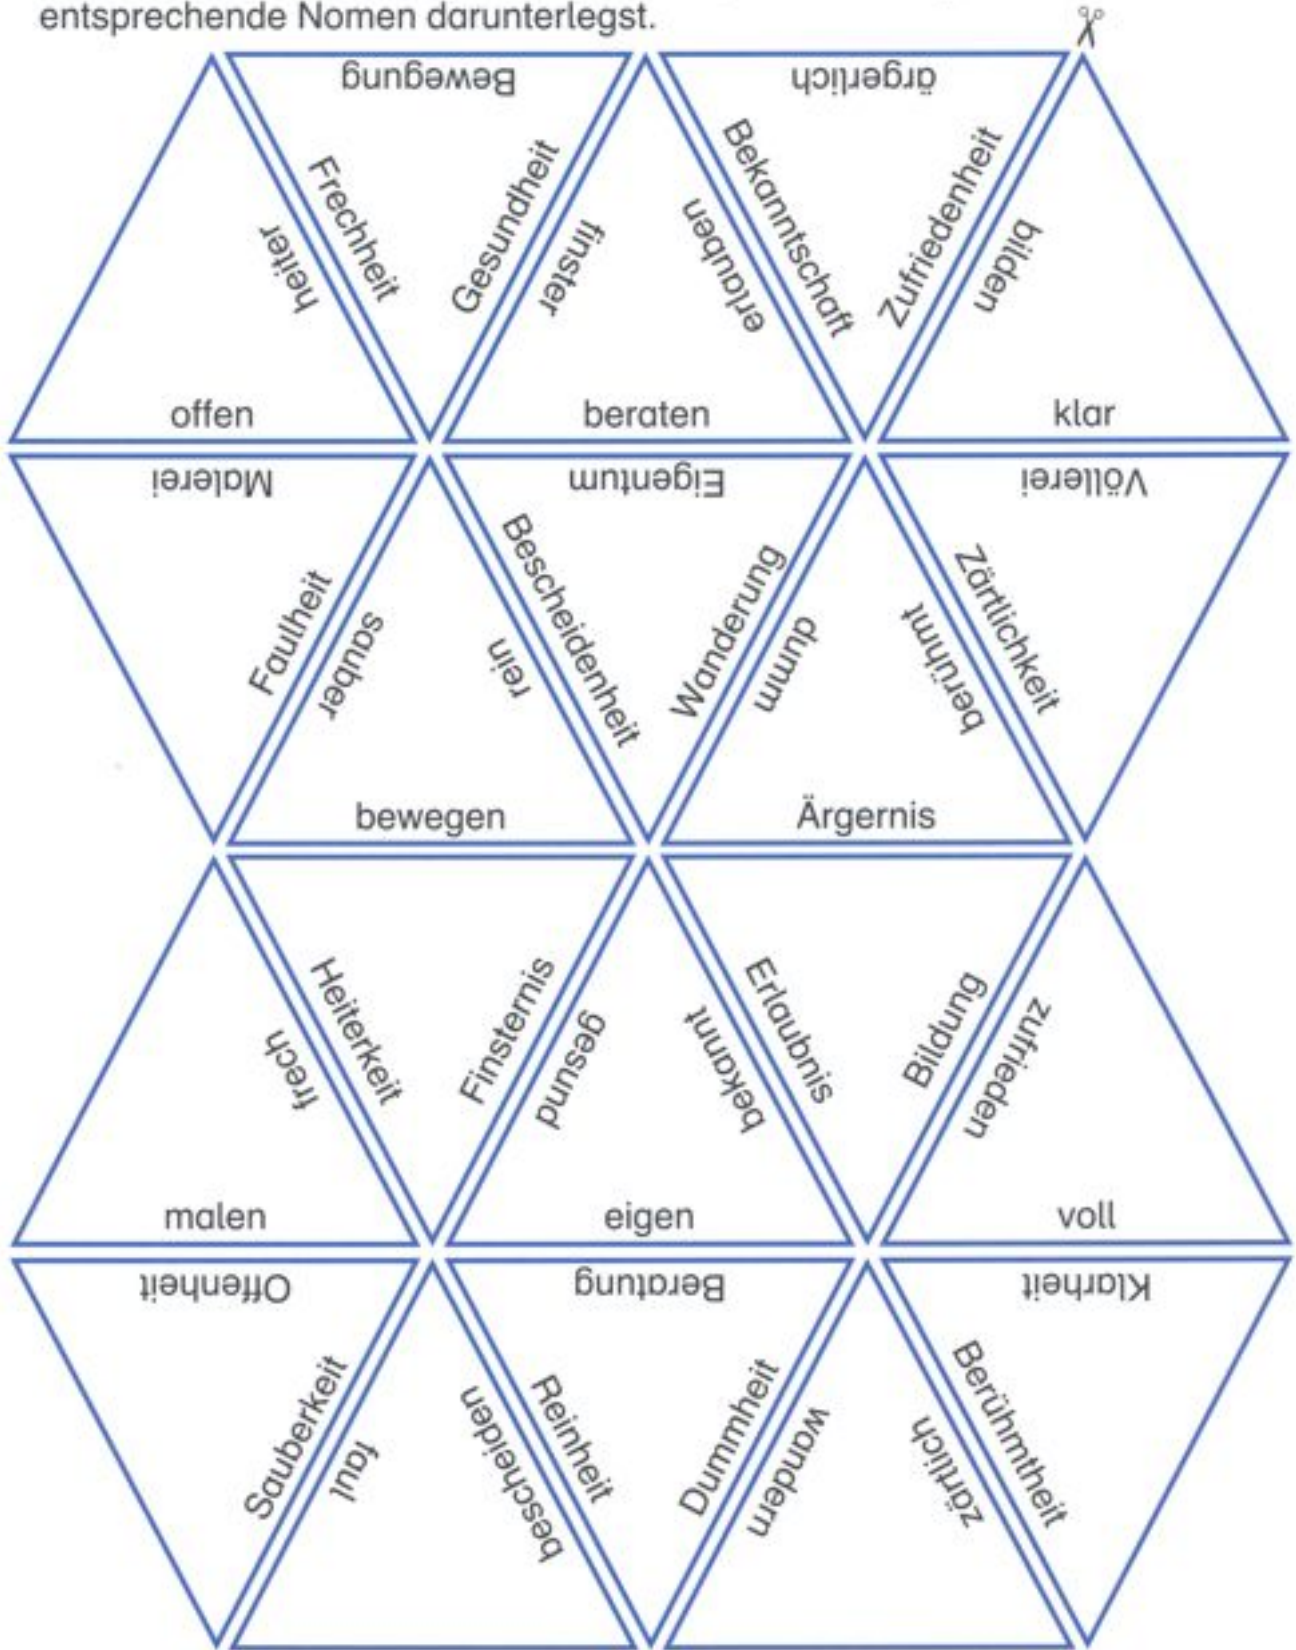 entsprechende Nomen darunterlegst.
Bewegung
ärgerlich
heiter
Frechheit
Gesundheit
finster
erlauben
Bekanntschaft
Zufriedenheit
bilden
offen
beraten
klar
Malerei
Eigentum
Völlerei
Faulheit
sauber
rein
Bescheidenheit
Wanderung
dumm
berühmt
Zärtlichkeit
bewegen
Ärgernis
frech
Heiterkeit
Finsternis
gesund
bekannt
Erlaubnis
Bildung
zufrieden
malen
eigen
voll
Offenheit
Beratung
Klarheit
Sauberkeit
faul
bescheiden
Reinheit
Dummheit
wandern
zärtlich
Berühmtheit